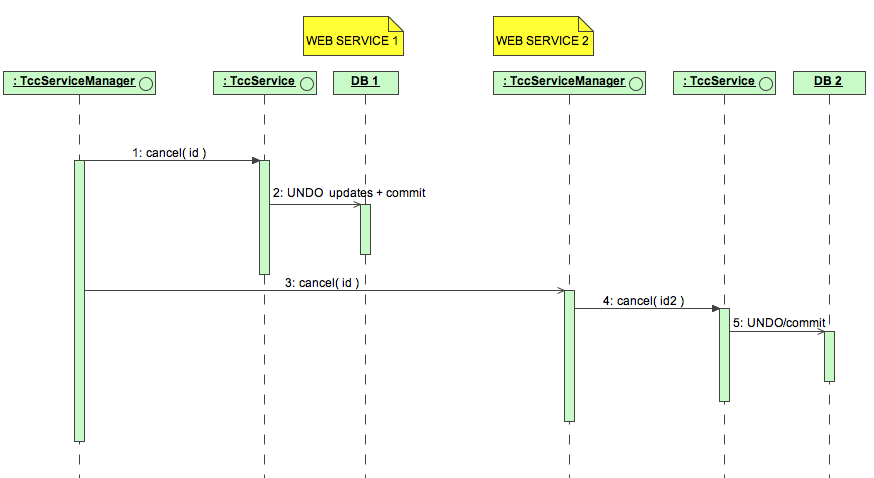 WEB SERVICE 1
WEB SERVICE 2
: TccServiceManager
: TccService
DB 1
: TccServiceManager
: TccService
DB 2
1: cancel( id )
2: UNDO updates + commit
3: cancel( id )
4: cancel( id2 )
5: UNDO/commit